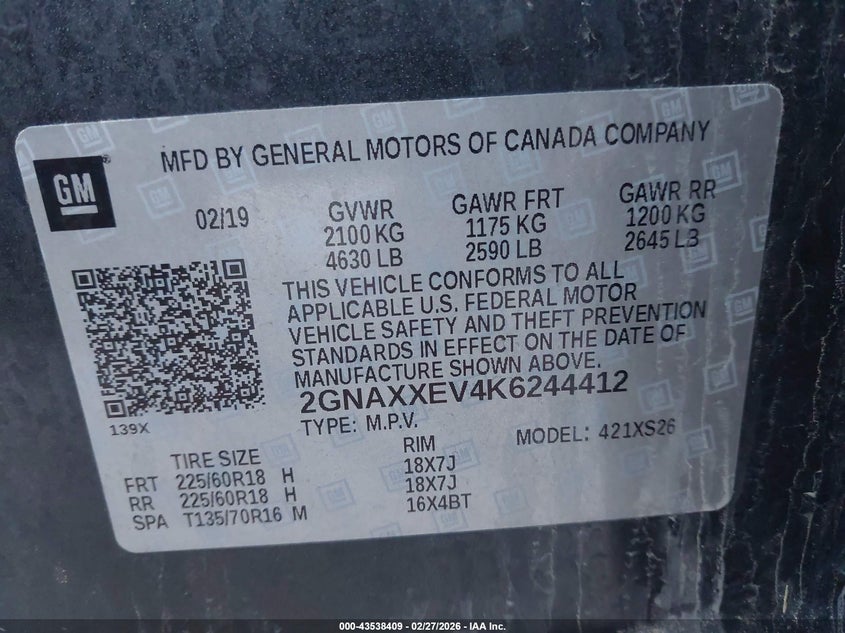 MFD BY GENERAL MOTORS OF CANADA COMPANY
GM
®
02/19
GVWR
2100 KG
4630 LB
GAWR FRT
1175 KG
2590 LB
GAWR RR
1200 KG
2645 LB
THIS VEHICLE CONFORMS TO ALL
APPLICABLE U.S. FEDERAL MOTOR
VEHICLE SAFETY AND THEFT PREVENTION
STANDARDS IN EFFECT ON THE DATE OF
MANUFACTURE SHOWN ABOVE.
2GNAXXEV4K6244412
139X
TYPE: M.P.V.
MODEL: 421XS26
TIRE SIZE
RIM
FRT 225/60R18 H 18X7J
RR 225/60R18 H 18X7J
SPA T135/70R16 M 16X4BT
000-43538409 - 02/27/2026 - IAA Inc.